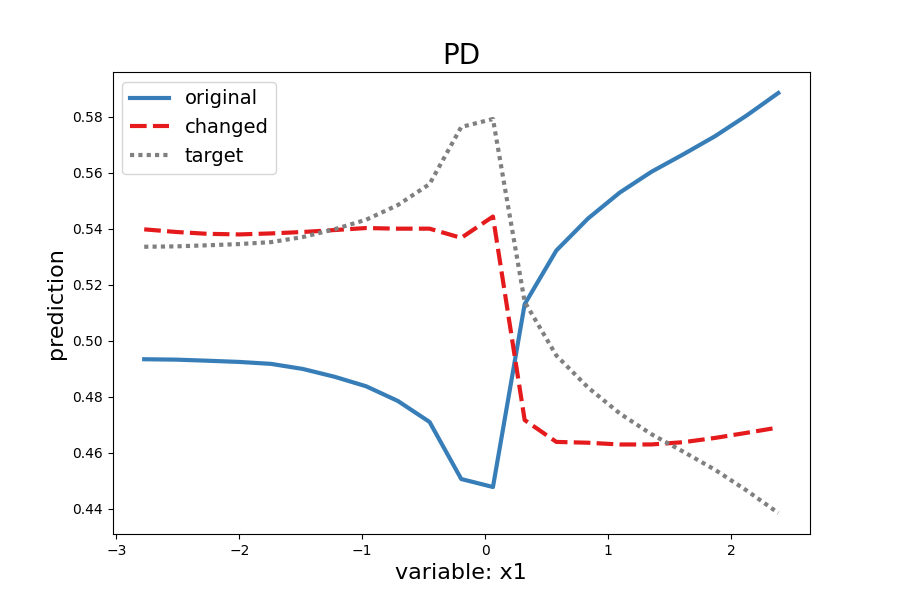 PD
original
changed
target
0.58
0.56
0.54
0.52
0.50
0.48
0.46
0.44
prediction
−3 −2 −1 0 1 2
variable: x1